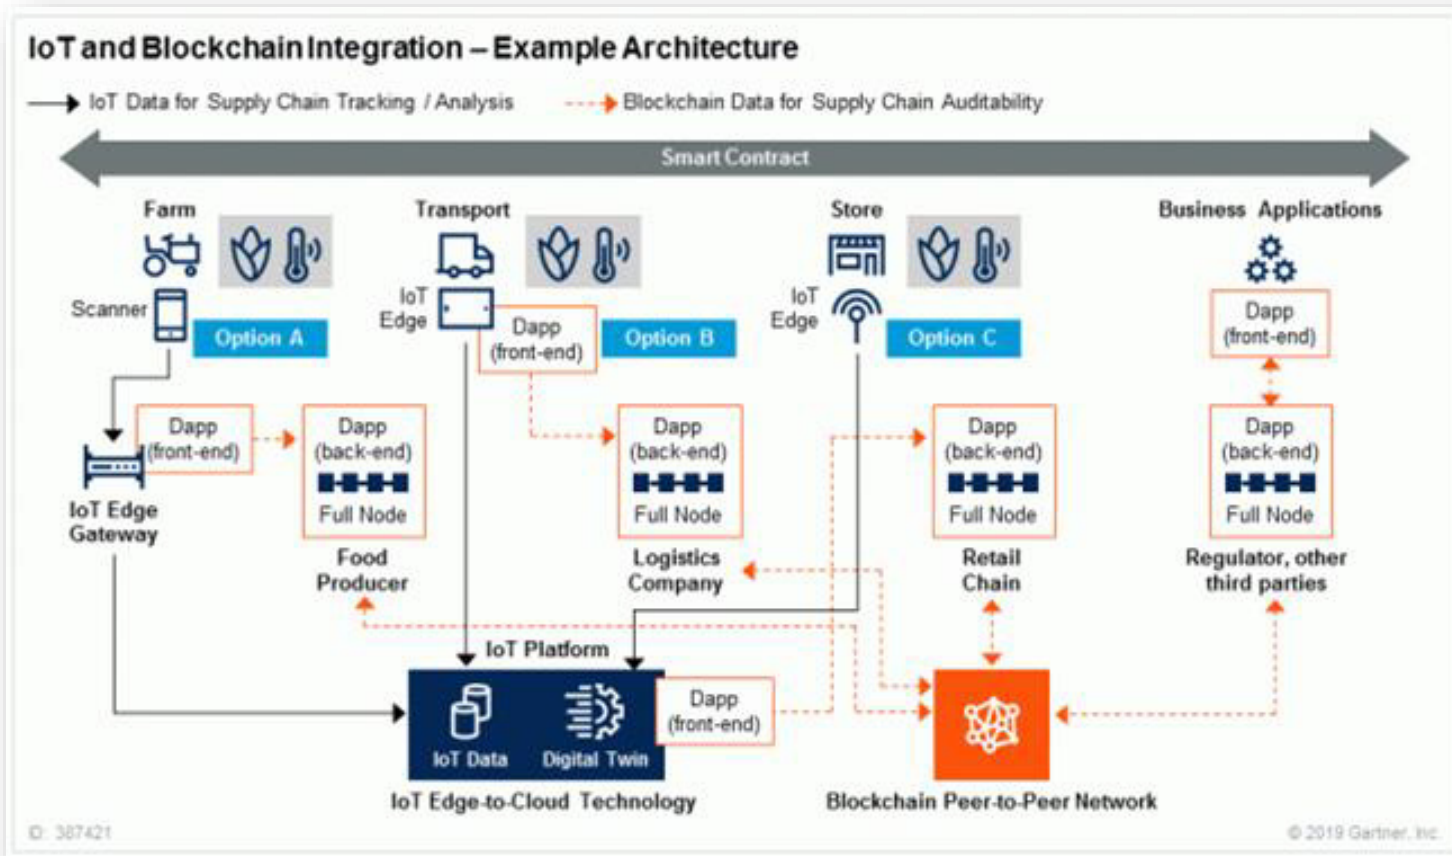 IoT and Blockchain Integration – Example Architecture
IoT Data for Supply Chain Tracking / Analysis
Blockchain Data for Supply Chain Auditability
Smart Contract
Farm
Transport
Store
Business Applications
Scanner
Option A
IoT
Edge
Dapp
(front-end)
Option B
IoT
Edge
Option C
Dapp
(front-end)
Dapp
(front-end)
Dapp
(back-end)
Full Node
Dapp
(back-end)
Full Node
Dapp
(back-end)
Full Node
Dapp
(back-end)
Full Node
IoT Edge
Gateway
Food
Producer
Logistics
Company
Retail
Chain
Regulator, other
third parties
IoT Platform
IoT Data
Digital Twin
Dapp
(front-end)
IoT Edge-to-Cloud Technology
Blockchain Peer-to-Peer Network
ID: 387421
© 2019 Gartner, Inc.